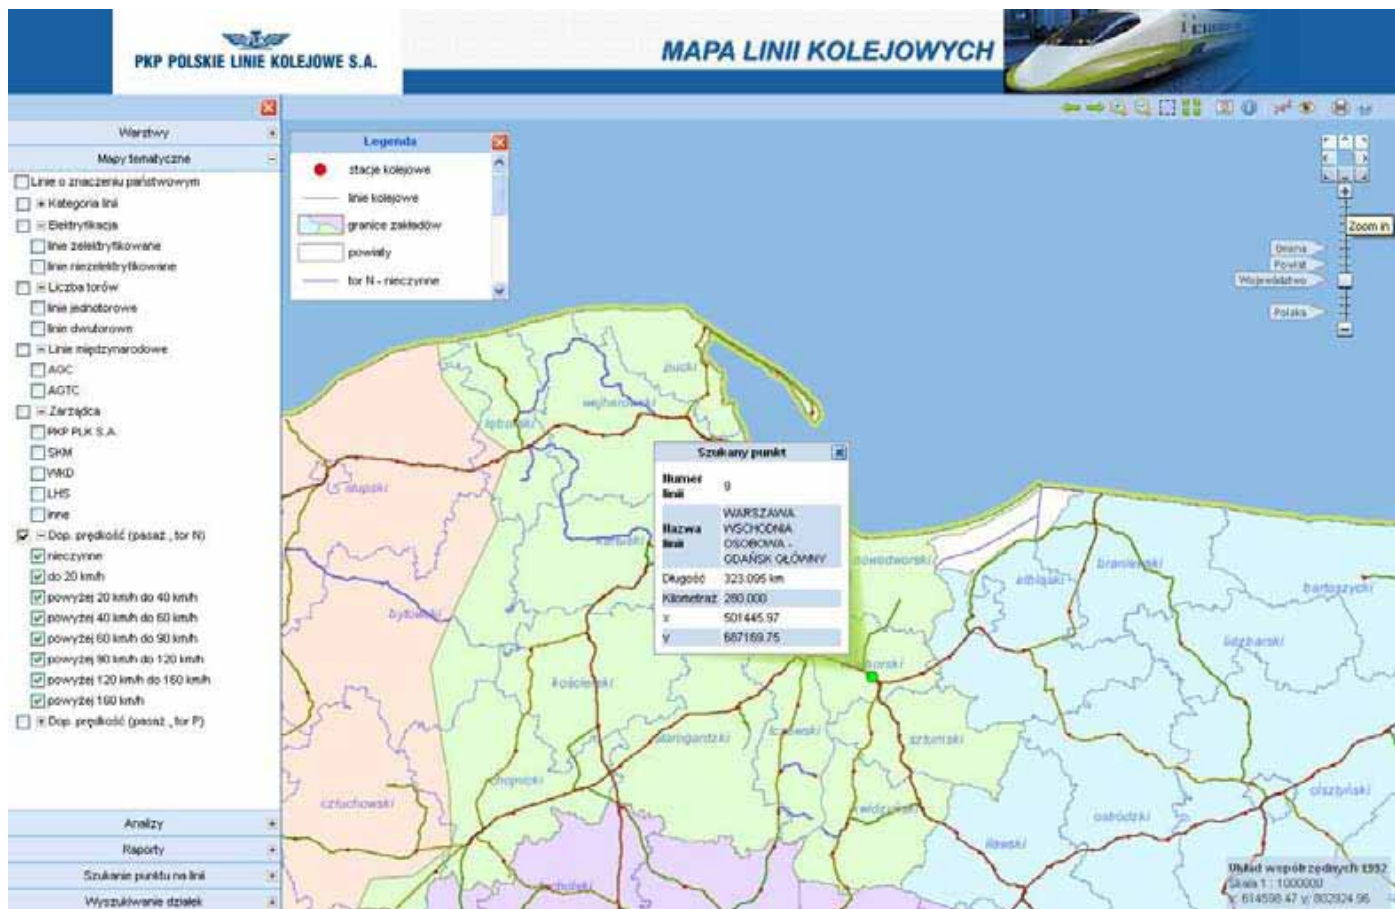 PKP POLSKIE LINIE KOLEJOWE S.A.
MAPA LINII KOLEJOWYCH
Warstwy
Mapy tematyczne
Linie o znaczeniu państwowym
Kategoria linii
Elektryfikacja
linie zelektryfikowane
linie niezelektryfikowane
Liczba torów
linie jednotorowe
linie dwutorowe
Linie międzynarodowe
AGC
AGTC
Zarządca
PKP PLK S.A.
SKM
WKD
LHS
inne
Dop. prędkość (pasaż., tor N)
nieczynne
do 20 km/h
powyżej 20 km/h do 40 km/h
powyżej 40 km/h do 60 km/h
powyżej 60 km/h do 90 km/h
powyżej 90 km/h do 120 km/h
powyżej 120 km/h do 160 km/h
powyżej 160 km/h
Dop. prędkość (pasaż., tor P)
Analizy
Raporty
Szukanie punktu na linii
Wyszukiwanie działek
Legenda
stacje kolejowe
linie kolejowe
granice zakładów
powiaty
tor N - nieczynne
Zoom in
Gmina
Powiat
Województwo
Polska
pucki
wejherowski
lęborski
słupski
kartuski
bytowski
kościerski
starogardzki
tczewski
chojnicki
człuchowski
tucholski
nowodworski
borski
sztumski
kwidzyński
elbląski
braniewski
bartoszycki
lidzbarski
olsztyński
ostródzki
iławski
Szukany punkt
Numer linii 9
Nazwa linii WARSZAWA WSCHODNIA OSOBOWA - GDAŃSK GŁÓWNY
Długość 323.095 km
Kilometraż 280.000
x 501445.97
y 687169.75
Układ współrzędnych 1992
Skala 1 : 1000000
x: 614598.47 y: 802924.96